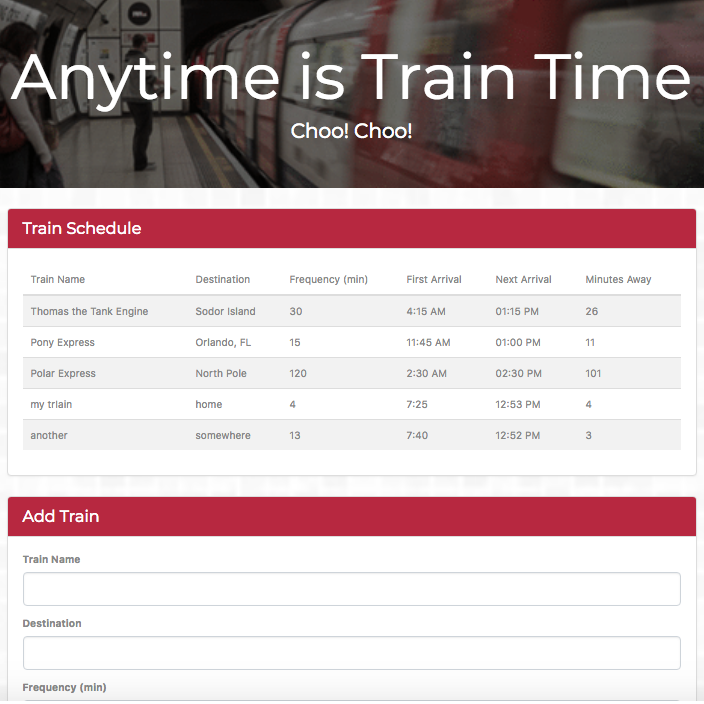 Anytime is Train Time
Choo! Choo!
Train Schedule
Train Name Destination Frequency (min) First Arrival Next Arrival Minutes Away
Thomas the Tank Engine Sodor Island 30 4:15 AM 01:15 PM 26
Pony Express Orlando, FL 15 11:45 AM 01:00 PM 11
Polar Express North Pole 120 2:30 AM 02:30 PM 101
my trIain home 4 7:25 12:53 PM 4
another somewhere 13 7:40 12:52 PM 3
Add Train
Train Name
Destination
Frequency (min)